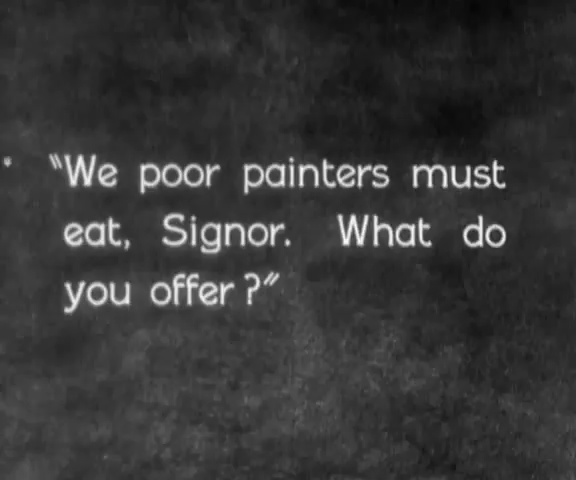 "We poor painters must
eat, Signor. What do
you offer?"